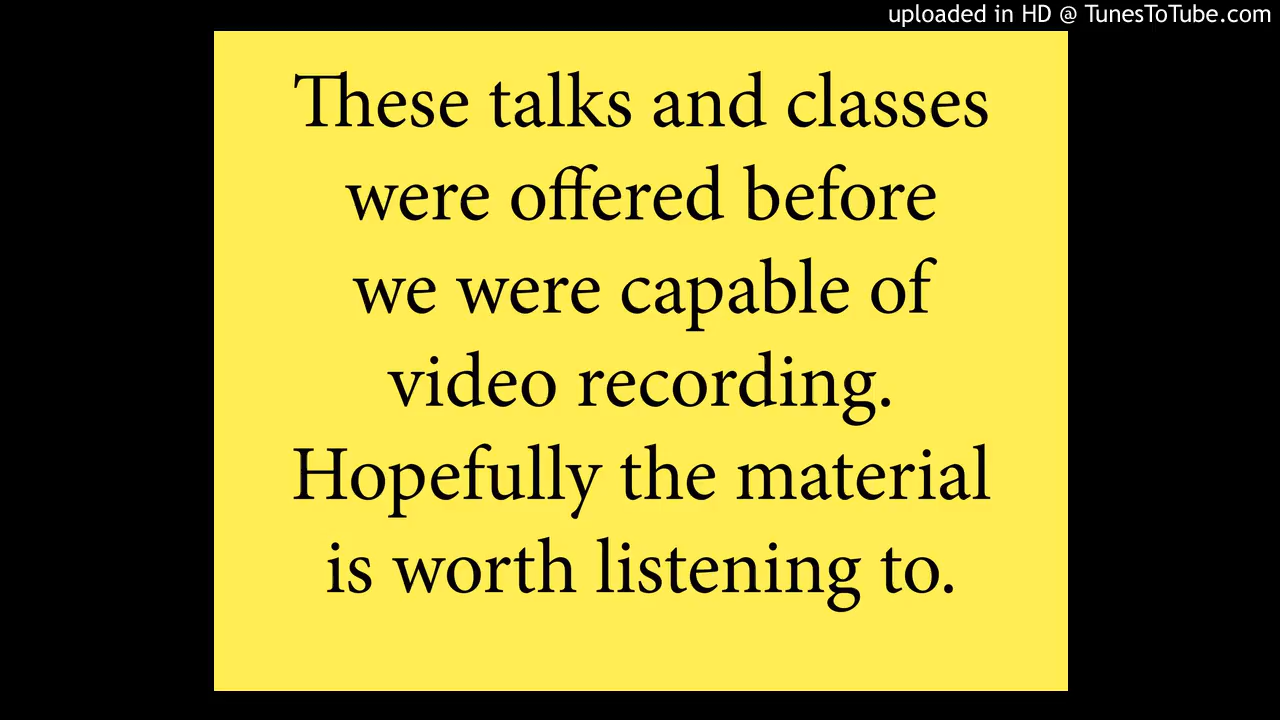 uploaded in HD @ TunesToTube.com
These talks and classes
were offered before
we were capable of
video recording.
Hopefully the material
is worth listening to.